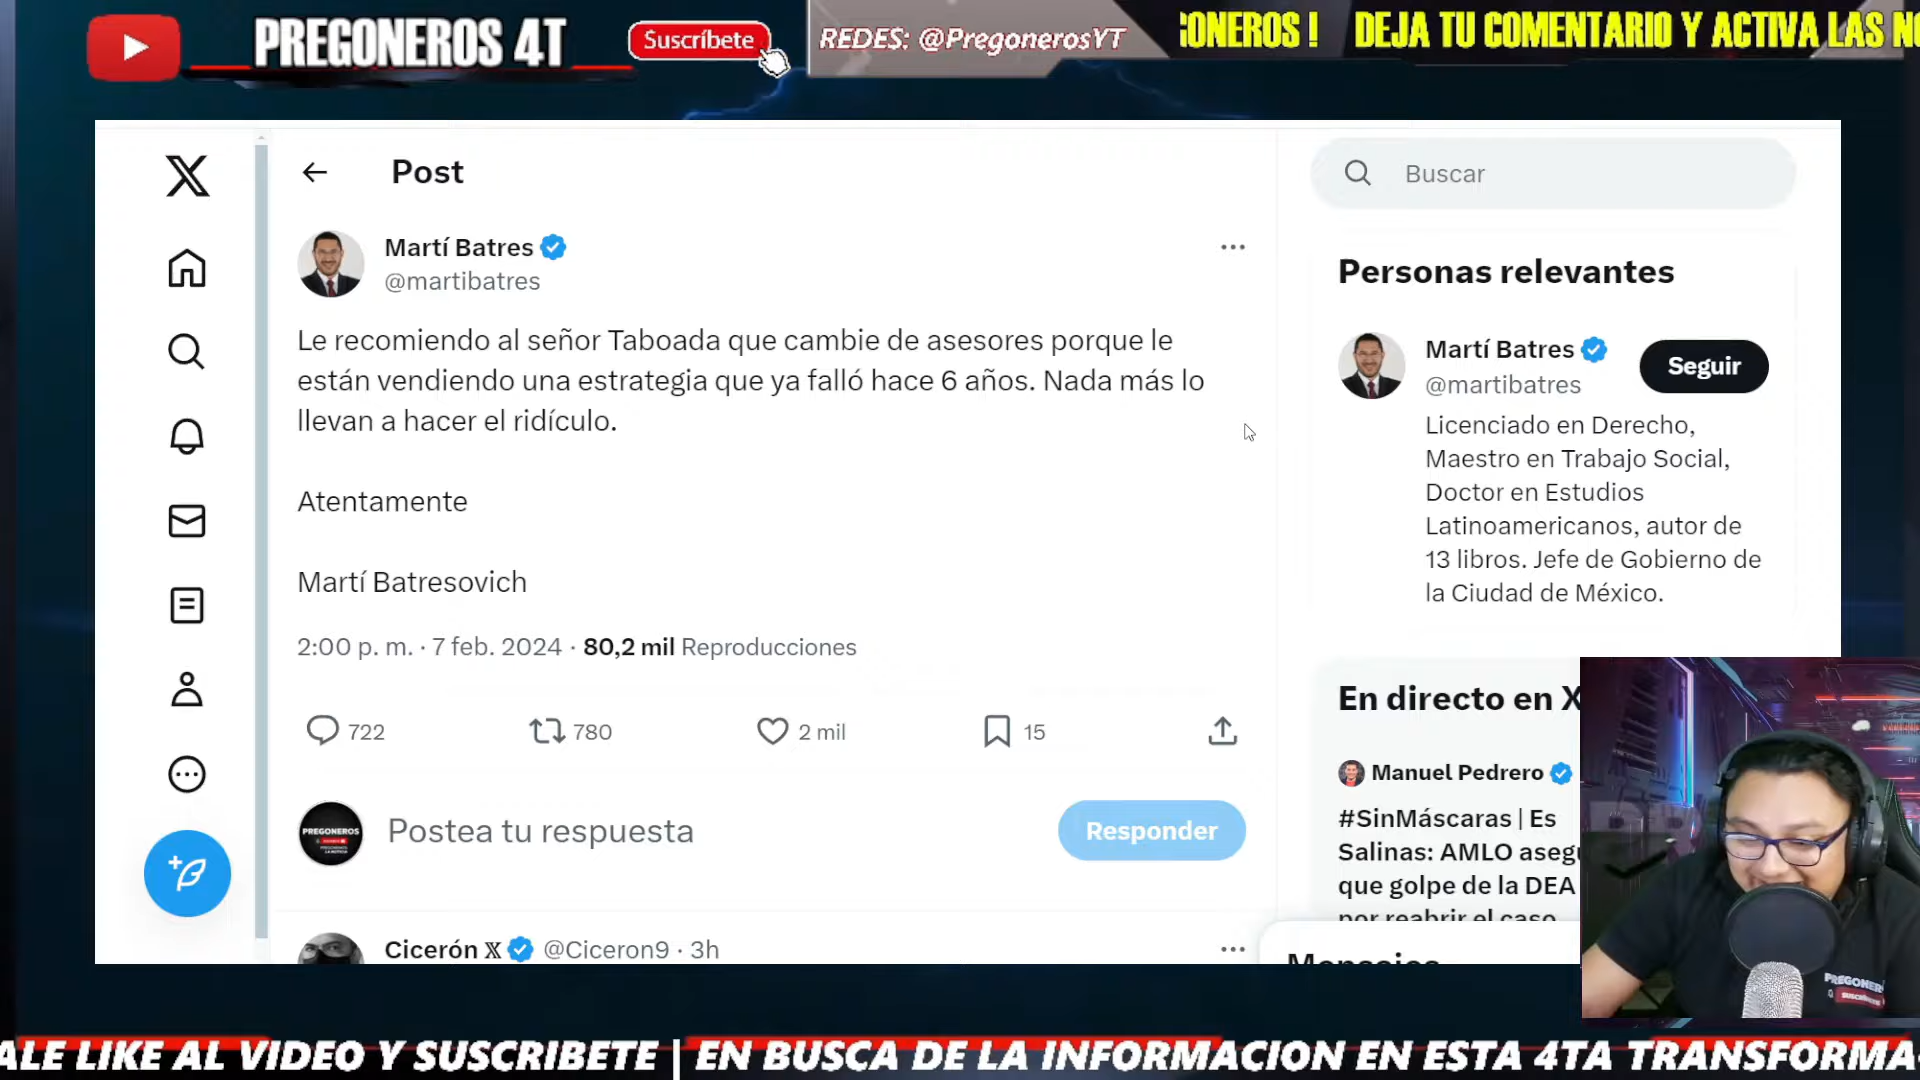 PREGONEROS 4T
Suscríbete
REDES: @PregonerosYT
¡ONEROS ! DEJA TU COMENTARIO Y ACTIVA LAS
Post
Martí Batres
@martibatres
Le recomiendo al señor Taboada que cambie de asesores porque le
están vendiendo una estrategia que ya falló hace 6 años. Nada más lo
llevan a hacer el ridículo.
Atentamente
Martí Batresovich
2:00 p. m. · 7 feb. 2024 · 80,2 mil Reproducciones
722 780 2 mil 15
PREGONEROS
Postea tu respuesta
Responder
Cicerón 𝕏 @Ciceron9 · 3h
Buscar
Personas relevantes
Martí Batres
@martibatres
Seguir
Licenciado en Derecho,
Maestro en Trabajo Social,
Doctor en Estudios
Latinoamericanos, autor de
13 libros. Jefe de Gobierno de
la Ciudad de México.
En directo en X
Manuel Pedrero
#SinMáscaras | Es
Salinas: AMLO asegu
que golpe de la DEA
por reabrir el caso
Mensajes
PREGONER
ALE LIKE AL VIDEO Y SUSCRIBETE | EN BUSCA DE LA INFORMACION EN ESTA 4TA TRANSFORMA